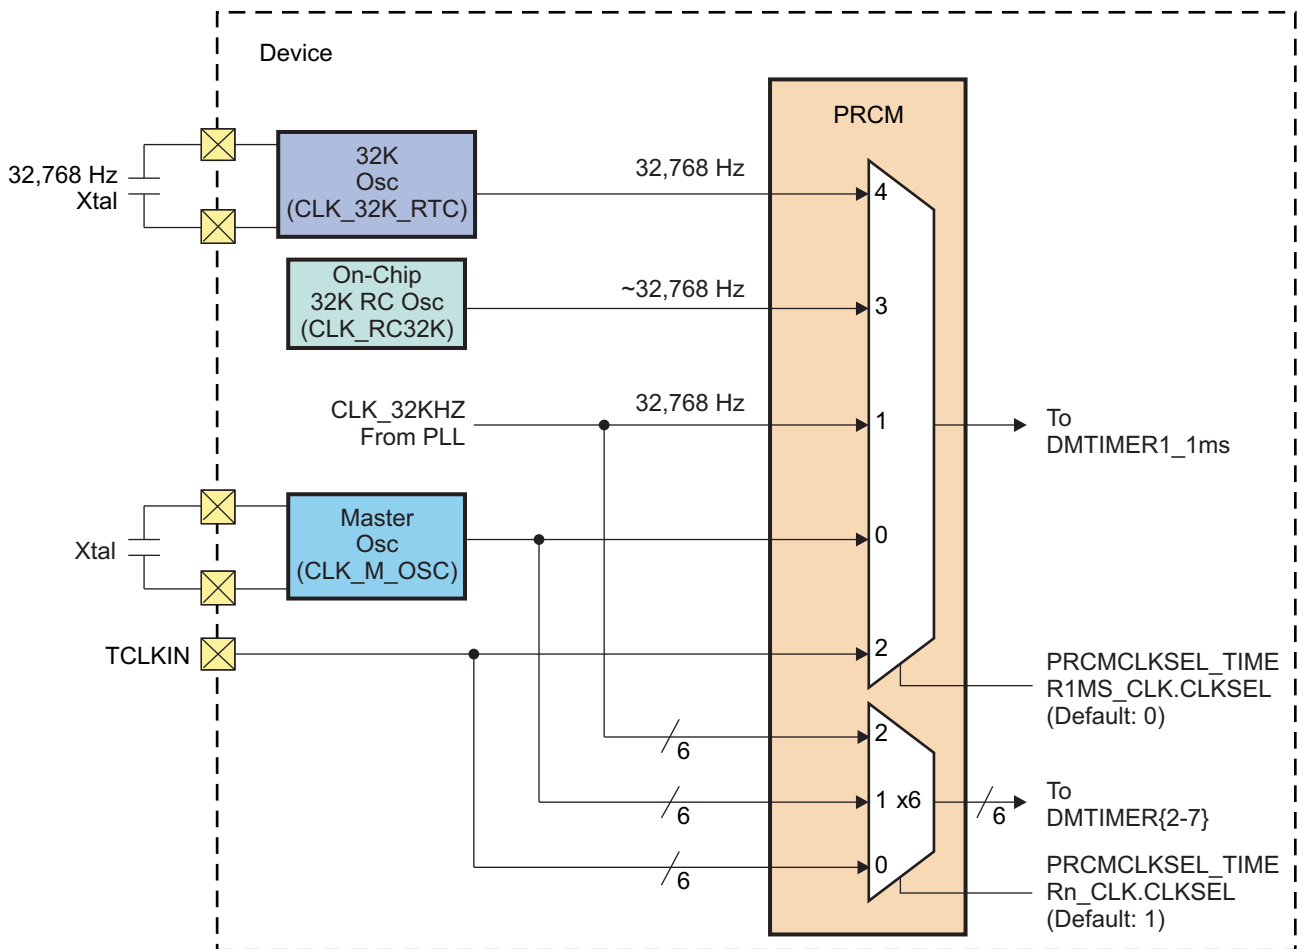 Device
PRCM
32,768 Hz
Xtal
32K
Osc
(CLK_32K_RTC)
32,768 Hz
4
On-Chip
32K RC Osc
(CLK_RC32K)
~32,768 Hz
3
CLK_32KHZ
From PLL
32,768 Hz
1
To
DMTIMER1_1ms
Xtal
Master
Osc
(CLK_M_OSC)
0
TCLKIN
2
PRCMCLKSEL_TIME
R1MS_CLK.CLKSEL
(Default: 0)
6
2
6
1 x6
6
To
DMTIMER{2-7}
6
0
PRCMCLKSEL_TIME
Rn_CLK.CLKSEL
(Default: 1)